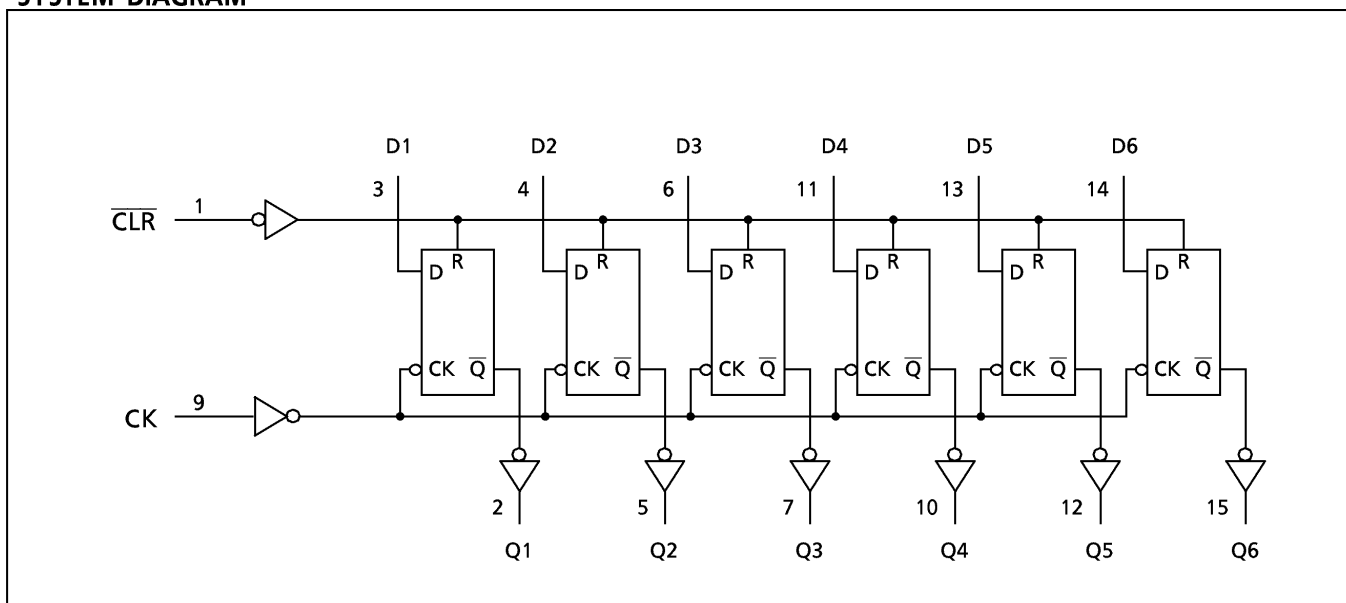 SYSTEM DIAGRAM
D1 D2 D3 D4 D5 D6
3 4 6 11 13 14
C̅L̅R̅ 1
R R R R R R
D D D D D D
CK Q̅ CK Q̅ CK Q̅ CK Q̅ CK Q̅ CK Q̅
CK 9
2 5 7 10 12 15
Q1 Q2 Q3 Q4 Q5 Q6